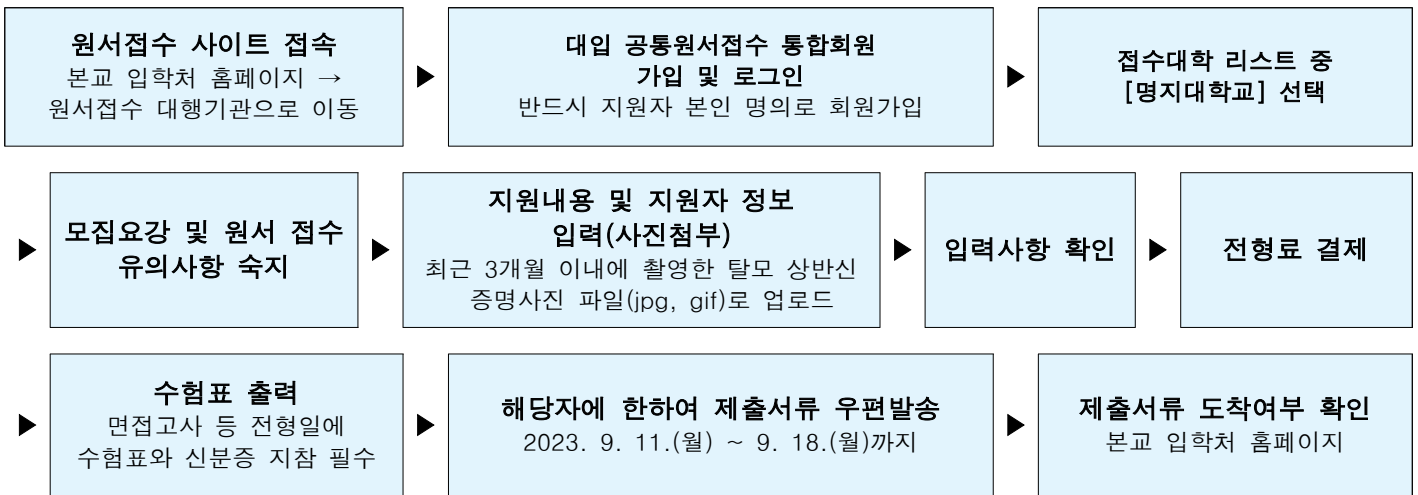 원서접수 사이트 접속
본교 입학처 홈페이지 →
원서접수 대행기관으로 이동
▶
대입 공통원서접수 통합회원
가입 및 로그인
반드시 지원자 본인 명의로 회원가입
▶
접수대학 리스트 중
[명지대학교] 선택
▶
모집요강 및 원서 접수
유의사항 숙지
▶
지원내용 및 지원자 정보
입력(사진첨부)
최근 3개월 이내에 촬영한 탈모 상반신
증명사진 파일(jpg, gif)로 업로드
▶
입력사항 확인
▶
전형료 결제
▶
수험표 출력
면접고사 등 전형일에
수험표와 신분증 지참 필수
▶
해당자에 한하여 제출서류 우편발송
2023. 9. 11.(월) ~ 9. 18.(월)까지
▶
제출서류 도착여부 확인
본교 입학처 홈페이지